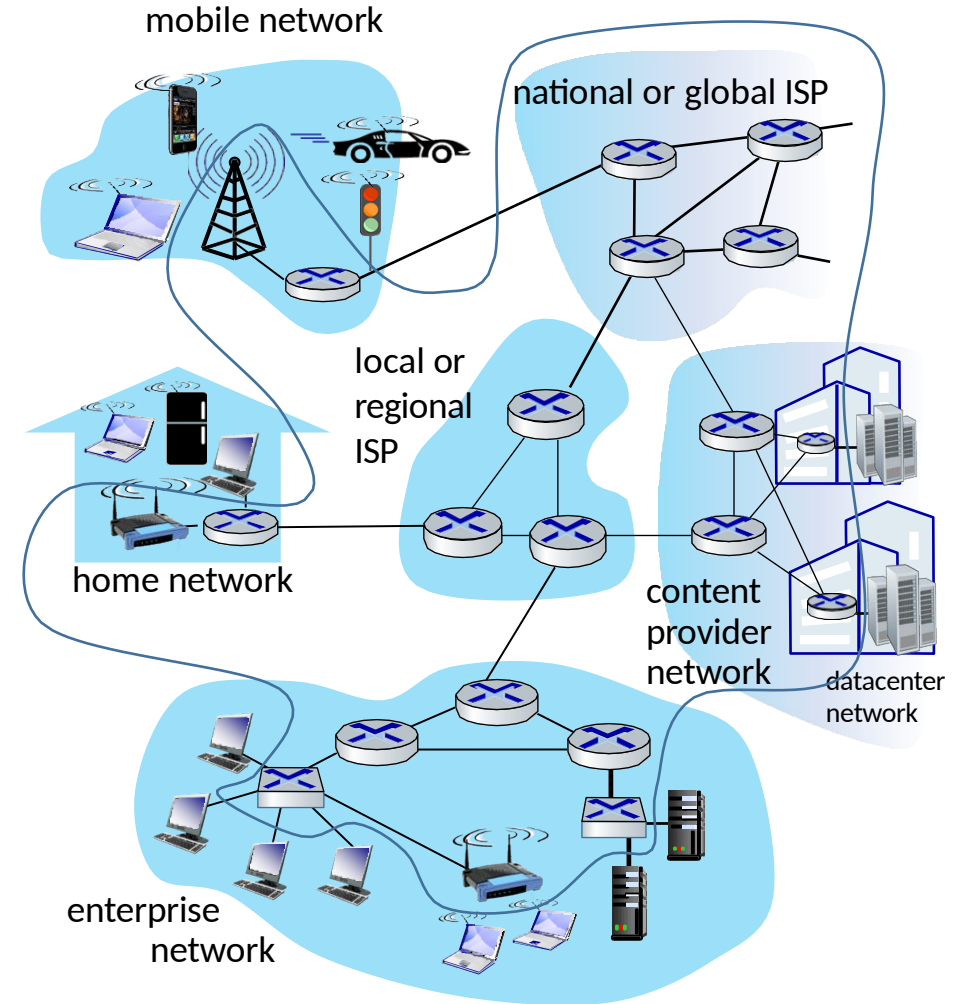 mobile network
national or global ISP
local or
regional
ISP
home network
content
provider
network
datacenter
network
enterprise
network